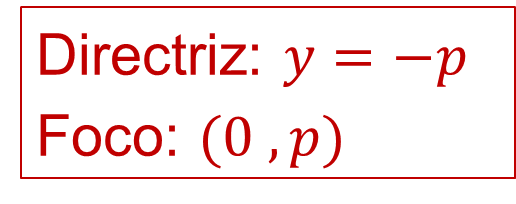 Directriz: y = −p
Foco: (0 , p)